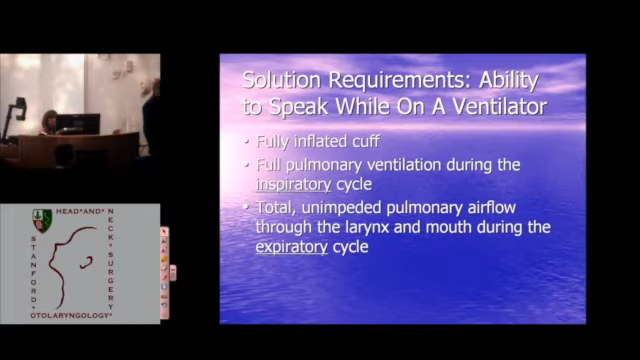 Solution Requirements: Ability
to Speak While On A Ventilator
• Fully inflated cuff
• Full pulmonary ventilation during the
inspiratory cycle
• Total, unimpeded pulmonary airflow
through the larynx and mouth during the
expiratory cycle
HEAD*AND*
NECK*SURGERY
STANFORD*
OTOLARYNGOLOGY*